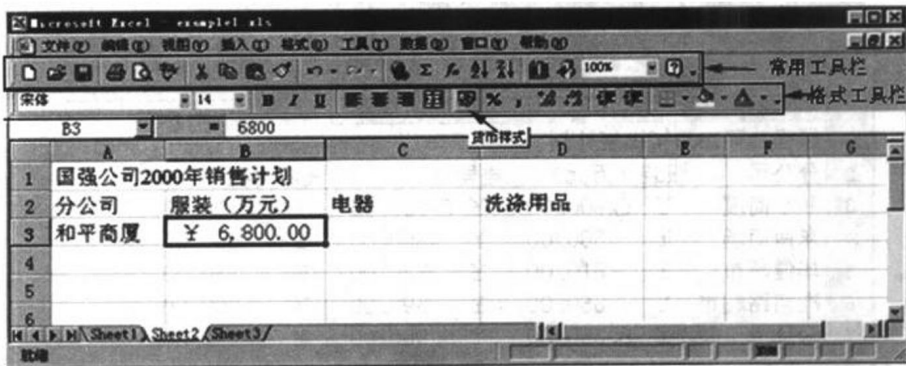 Microsoft Excel - example1.xls
文件(F) 编辑(E) 视图(V) 插入(I) 格式(O) 工具(T) 数据(D) 窗口(W) 帮助(H)
100% 常用工具栏
宋体 14 B I U % , 格式工具栏
B3 = 6800
货币样式
A B C D E F G
1 国强公司2000年销售计划
2 分公司 服装（万元） 电器 洗涤用品
3 和平商厦 ¥ 6,800.00
4
5
6
Sheet1 Sheet2 Sheet3
就绪